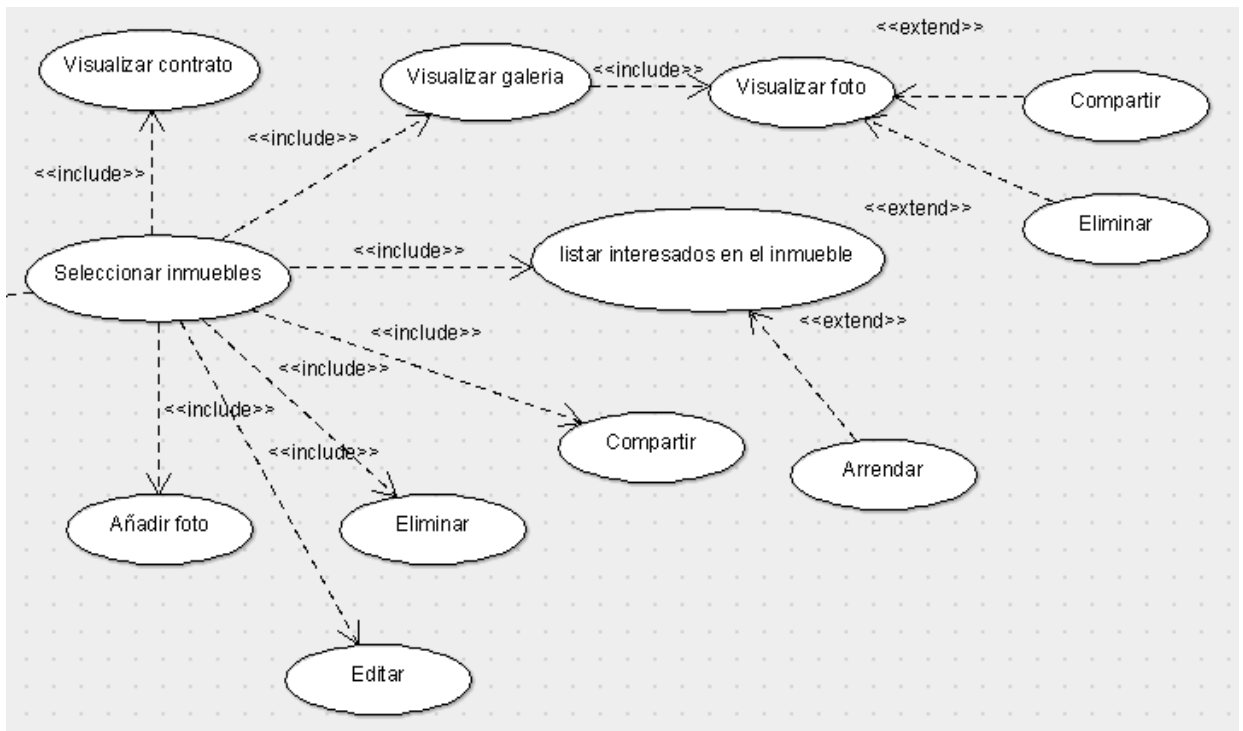 <<extend>>
Visualizar contrato
Visualizar galeria
<<include>>
Visualizar foto
Compartir
<<include>>
<<include>>
<<extend>>
Eliminar
Seleccionar inmuebles
<<include>>
listar interesados en el inmueble
<<include>>
<<extend>>
<<include>>
<<include>>
<<include>>
Compartir
Arrendar
Añadir foto
Eliminar
Editar